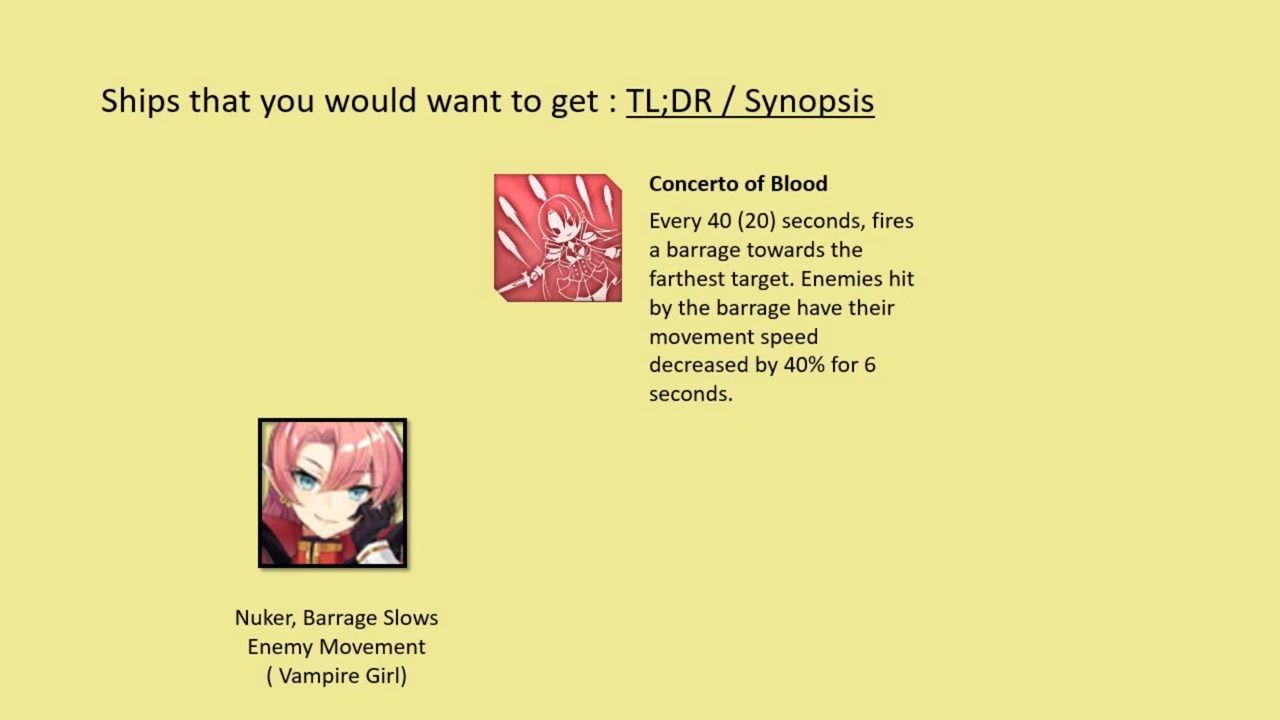 Ships that you would want to get : TL;DR / Synopsis
Concerto of Blood
Every 40 (20) seconds, fires
a barrage towards the
farthest target. Enemies hit
by the barrage have their
movement speed
decreased by 40% for 6
seconds.
Nuker, Barrage Slows
Enemy Movement
( Vampire Girl)